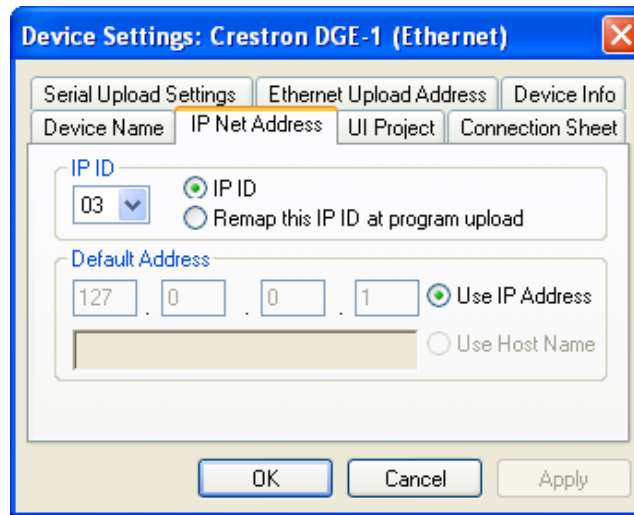 Device Settings: Crestron DGE-1 (Ethernet)
Serial Upload Settings Ethernet Upload Address Device Info
Device Name IP Net Address UI Project Connection Sheet
IP ID
03 IP ID
Remap this IP ID at program upload
Default Address
127 . 0 . 0 . 1 Use IP Address
Use Host Name
OK Cancel Apply